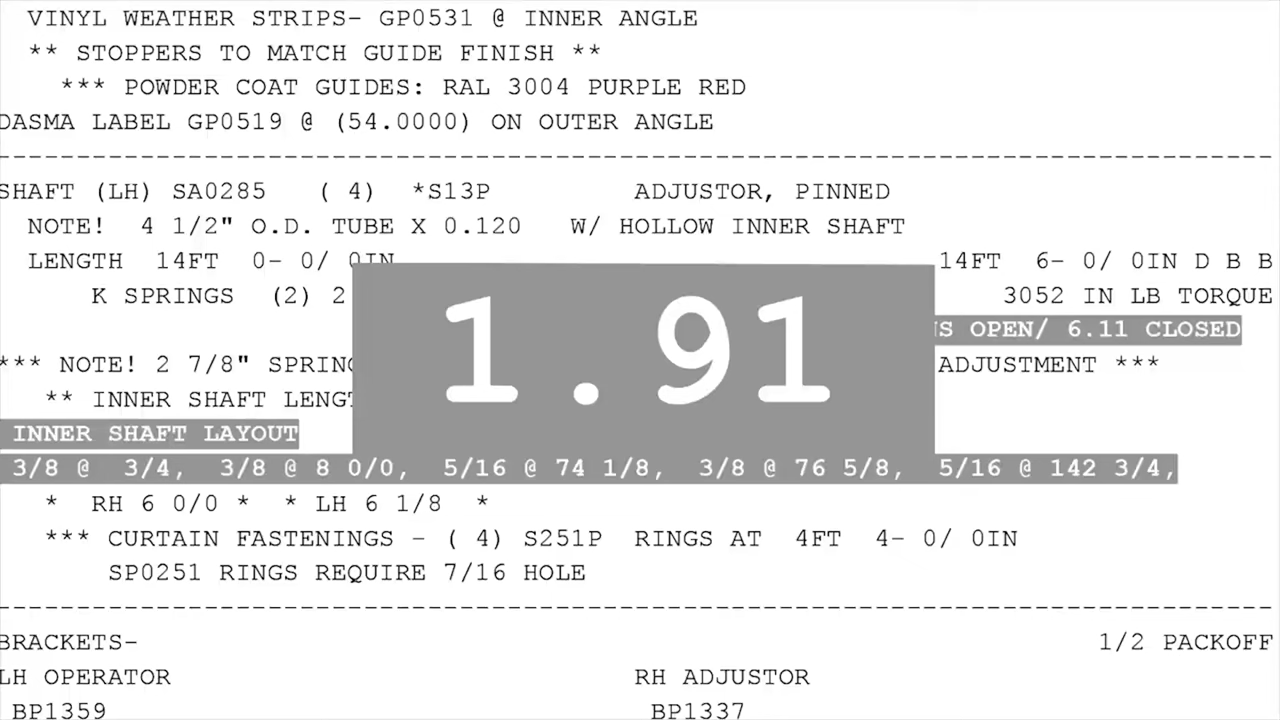 VINYL WEATHER STRIPS- GP0531 @ INNER ANGLE
** STOPPERS TO MATCH GUIDE FINISH **
*** POWDER COAT GUIDES: RAL 3004 PURPLE RED
DASMA LABEL GP0519 @ (54.0000) ON OUTER ANGLE
SHAFT (LH) SA0285 ( 4) *S13P ADJUSTOR, PINNED
NOTE! 4 1/2" O.D. TUBE X 0.120 W/ HOLLOW INNER SHAFT
LENGTH 14FT 0- 0/ 0IN 14FT 6- 0/ 0IN D B B
K SPRINGS (2) 2 3052 IN LB TORQUE
1.91
OPEN/ 6.11 CLOSED
*** NOTE! 2 7/8" ADJUSTMENT ***
** INNER SHAFT
INNER SHAFT LAYOUT
3/8 @ 3/4, 3/8 @ 8 0/0, 5/16 @ 74 1/8, 3/8 @ 76 5/8, 5/16 @ 142 3/4,
* RH 6 0/0 * * LH 6 1/8 *
*** CURTAIN FASTENINGS - ( 4) S251P RINGS AT 4FT 4- 0/ 0IN
SP0251 RINGS REQUIRE 7/16 HOLE
BRACKETS- 1/2 PACKOFF
LH OPERATOR RH ADJUSTOR
BP1359 BP1337